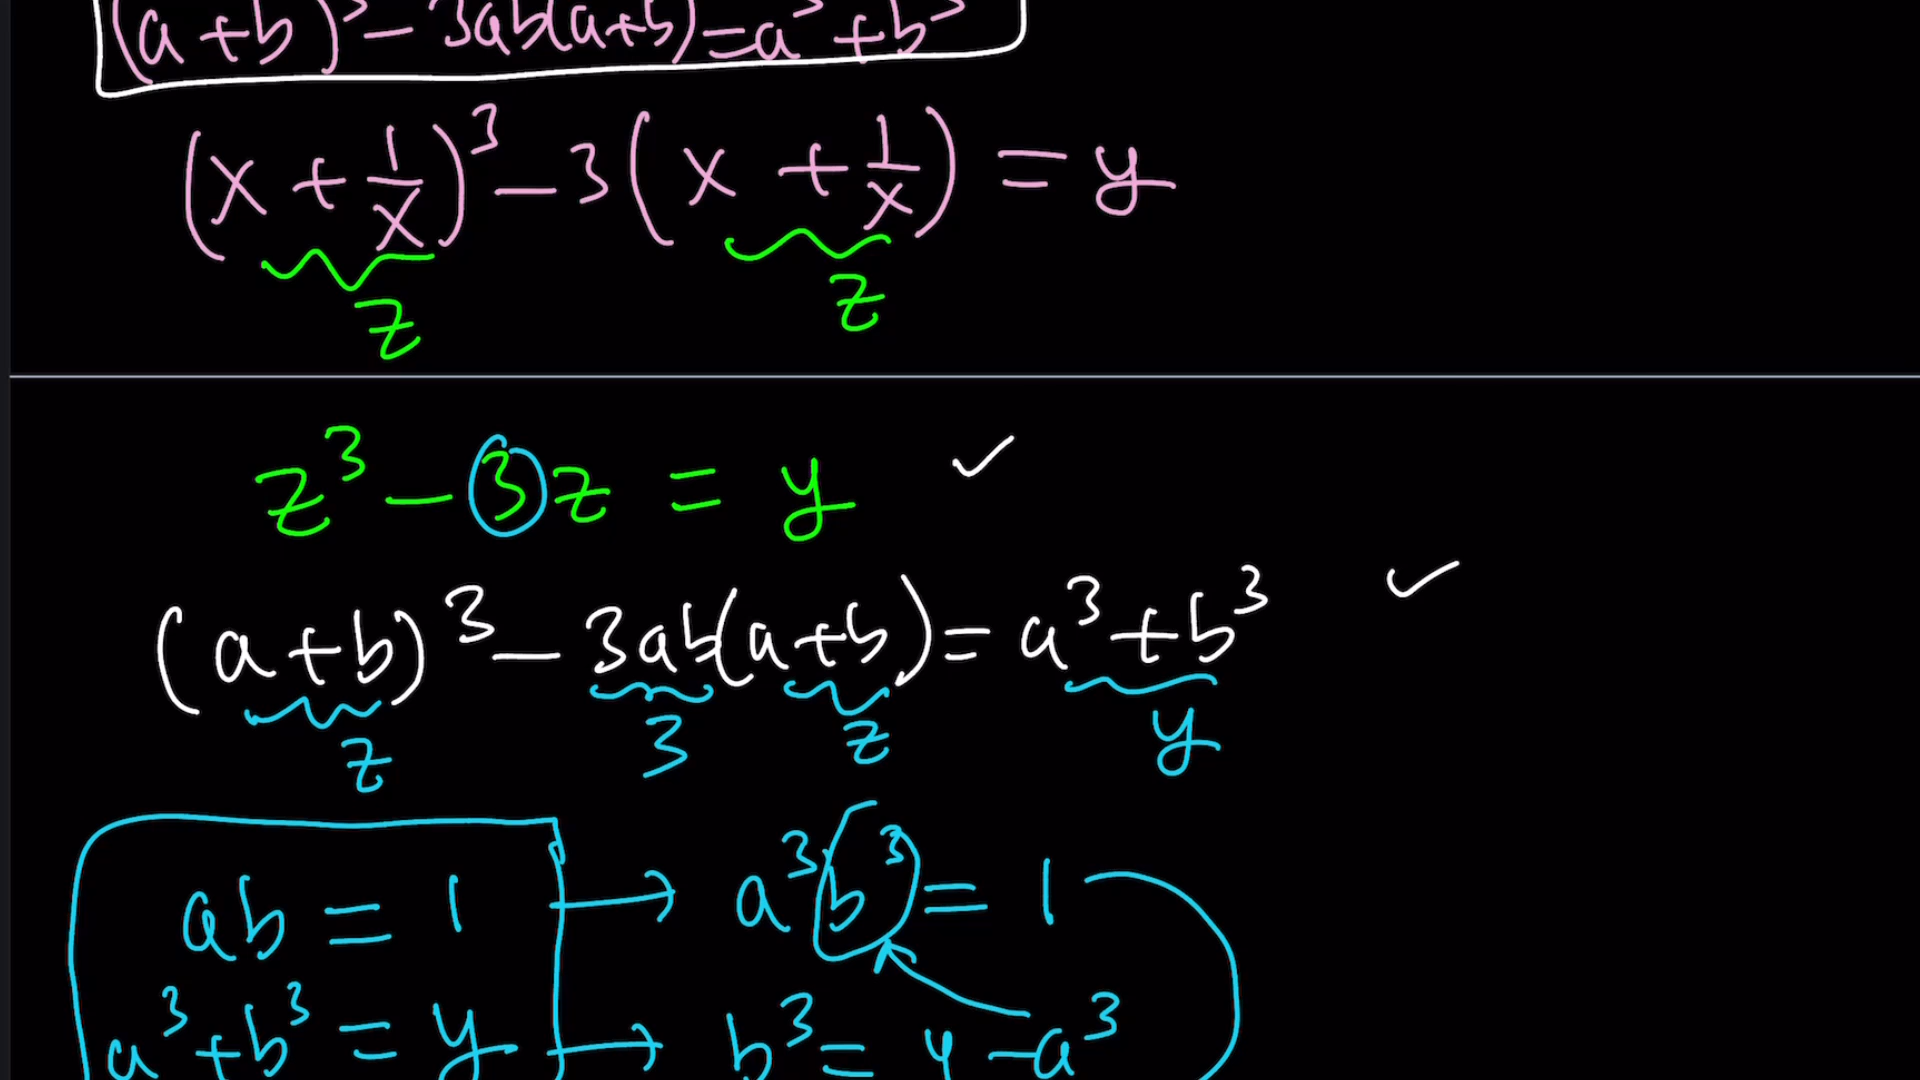 (a+b)³ − 3ab(a+b) = a³+b³
(x + 1/x)³ − 3(x + 1/x) = y
z z
z³ − 3z = y ✓
(a+b)³ − 3ab(a+b) = a³+b³ ✓
z 3 z y
ab = 1 → a³b³ = 1
a³+b³ = y → b³ = y − a³